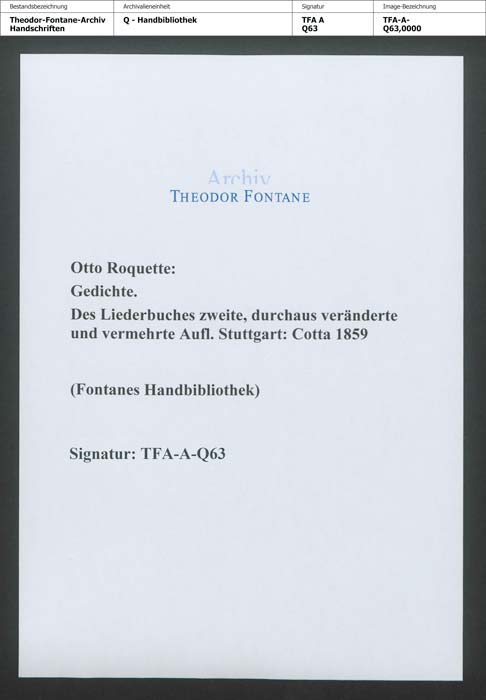 Bestandsbezeichnung Archivalieneinheit Signatur Image-Bezeichnung
Theodor-Fontane-Archiv Q - Handbibliothek TFA A TFA-A-
Handschriften Q63 Q63,0000
Archiv
THEODOR FONTANE
Otto Roquette:
Gedichte.
Des Liederbuches zweite, durchaus veränderte
und vermehrte Aufl. Stuttgart: Cotta 1859
(Fontanes Handbibliothek)
Signatur: TFA-A-Q63